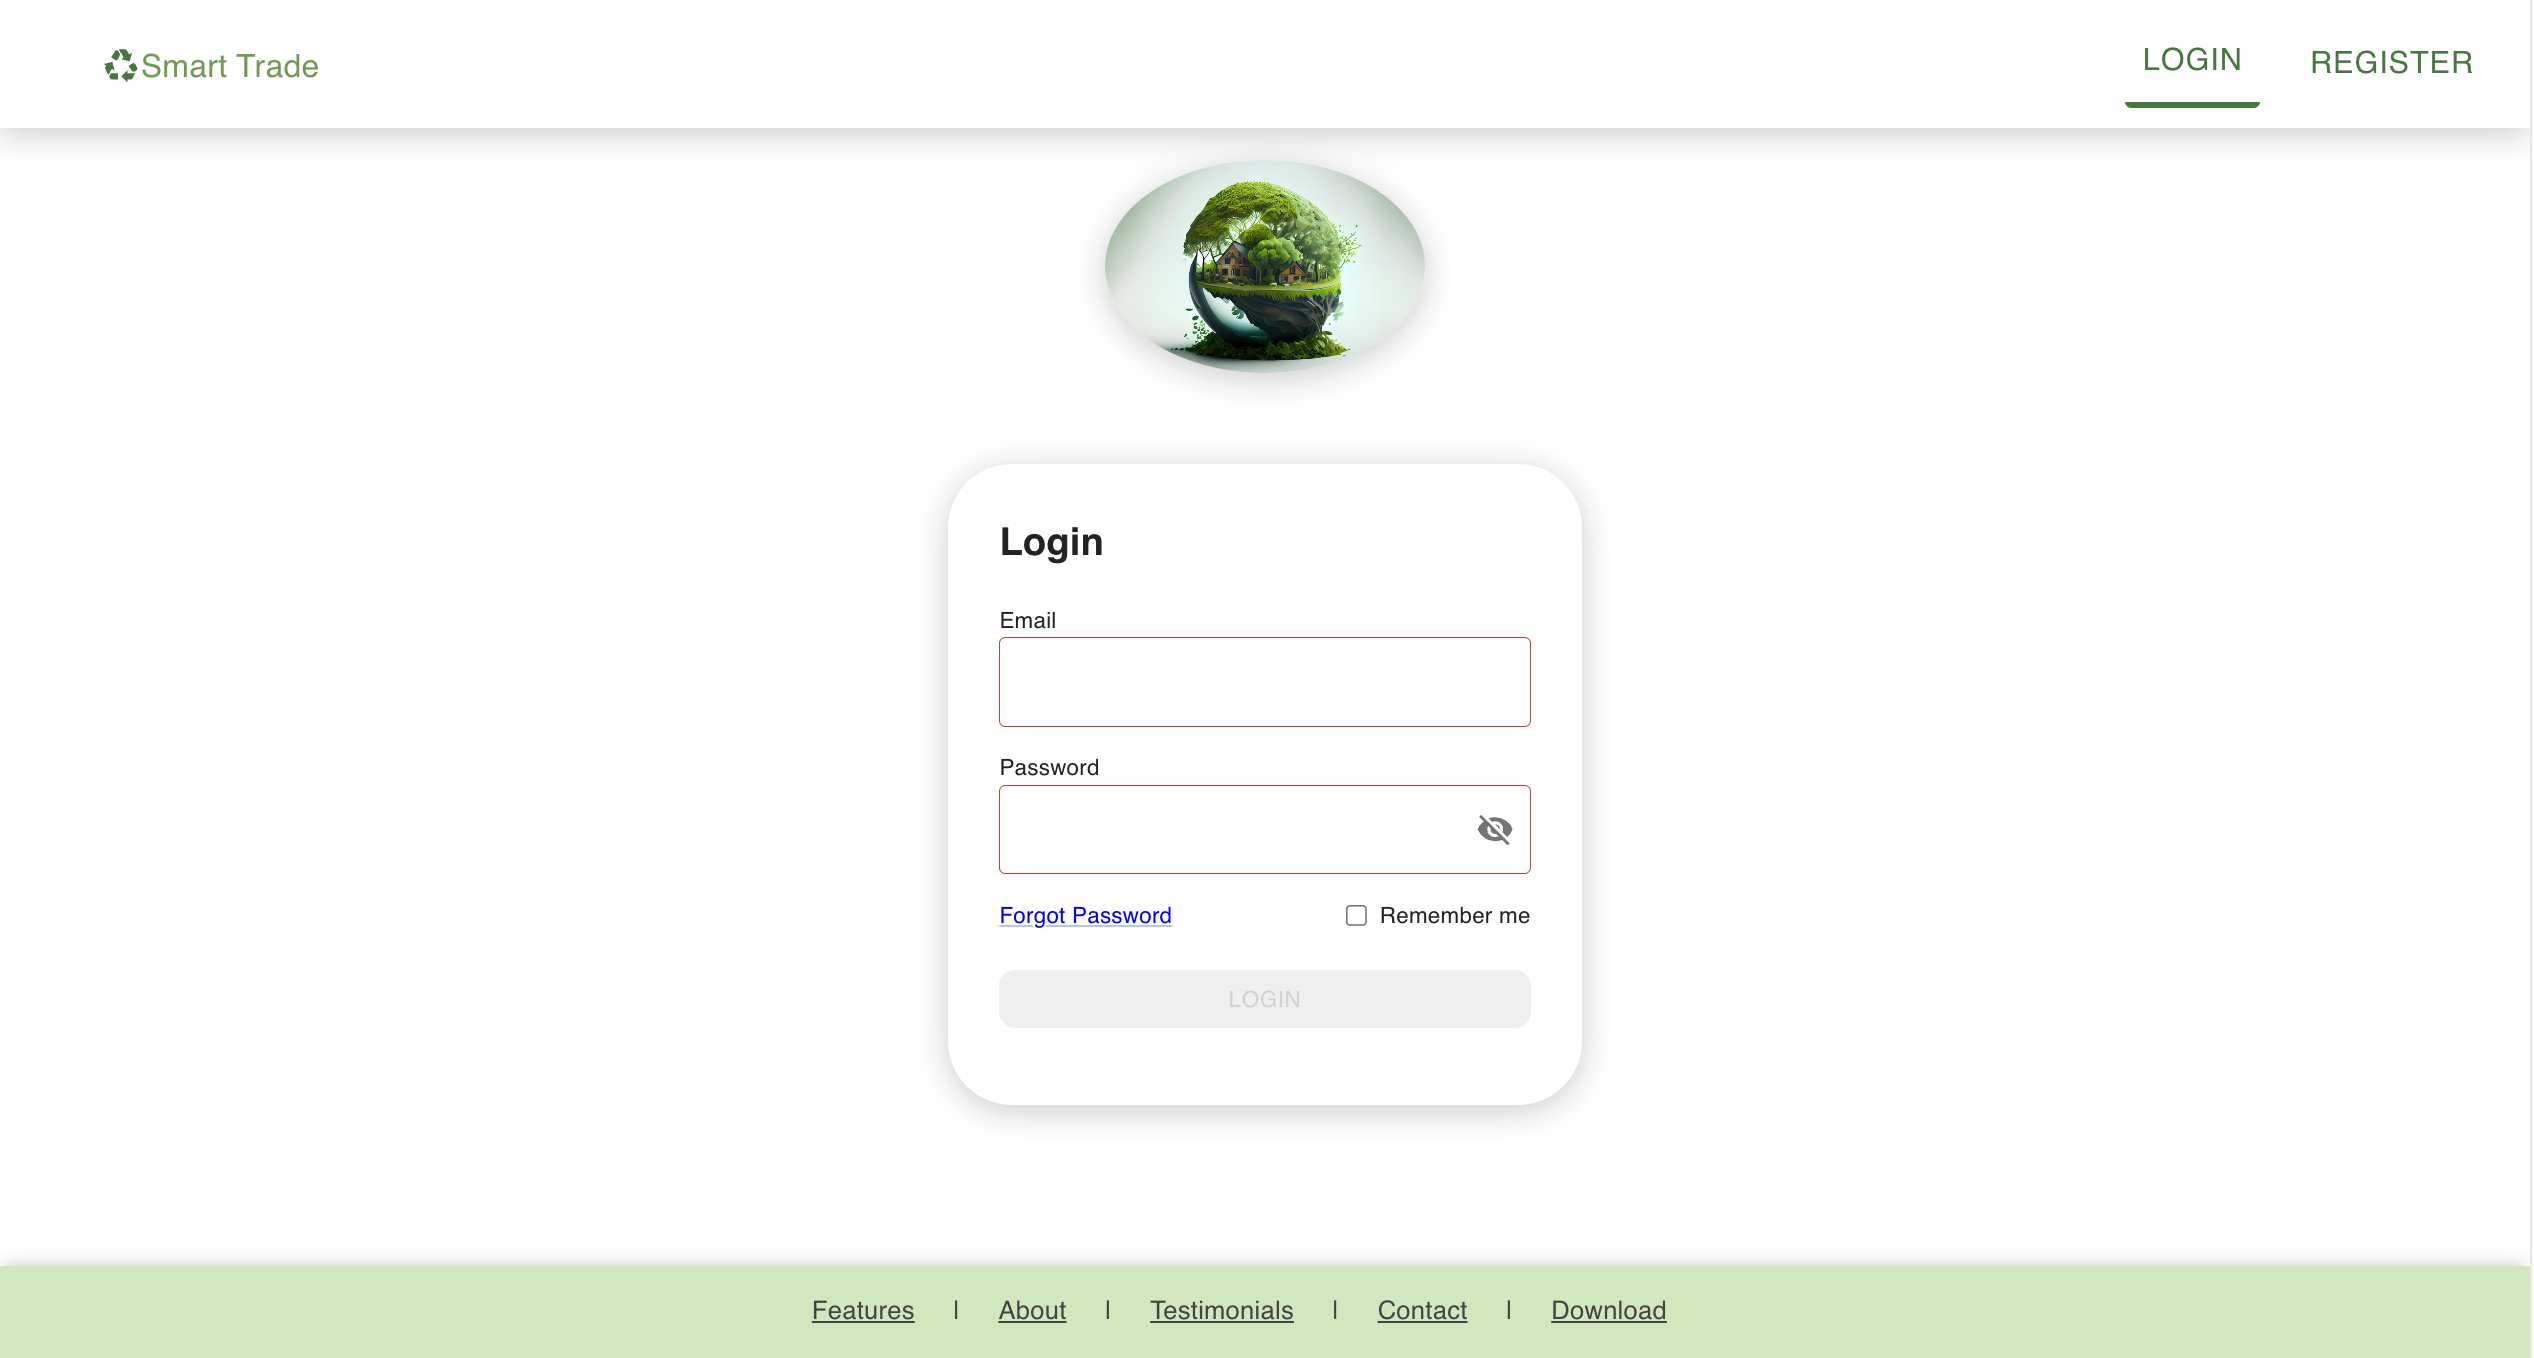 Smart Trade
LOGIN
REGISTER
Login
Email
Password
Forgot Password
Remember me
LOGIN
Features | About | Testimonials | Contact | Download